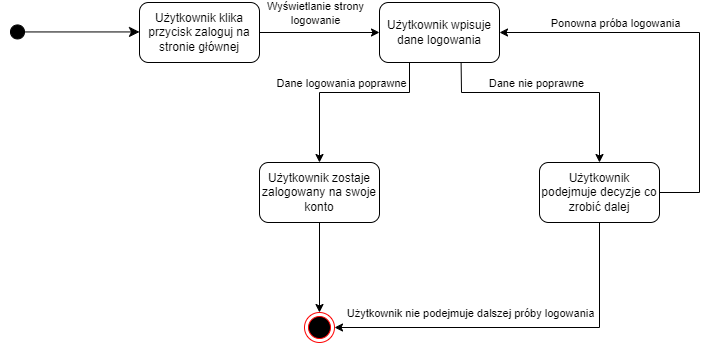 Użytkownik klika
przycisk zaloguj na
stronie głównej
Wyświetlanie strony
logowanie
Użytkownik wpisuje
dane logowania
Ponowna próba logowania
Dane logowania poprawne
Dane nie poprawne
Użytkownik zostaje
zalogowany na swoje
konto
Użytkownik
podejmuje decyzje co
zrobić dalej
Użytkownik nie podejmuje dalszej próby logowania